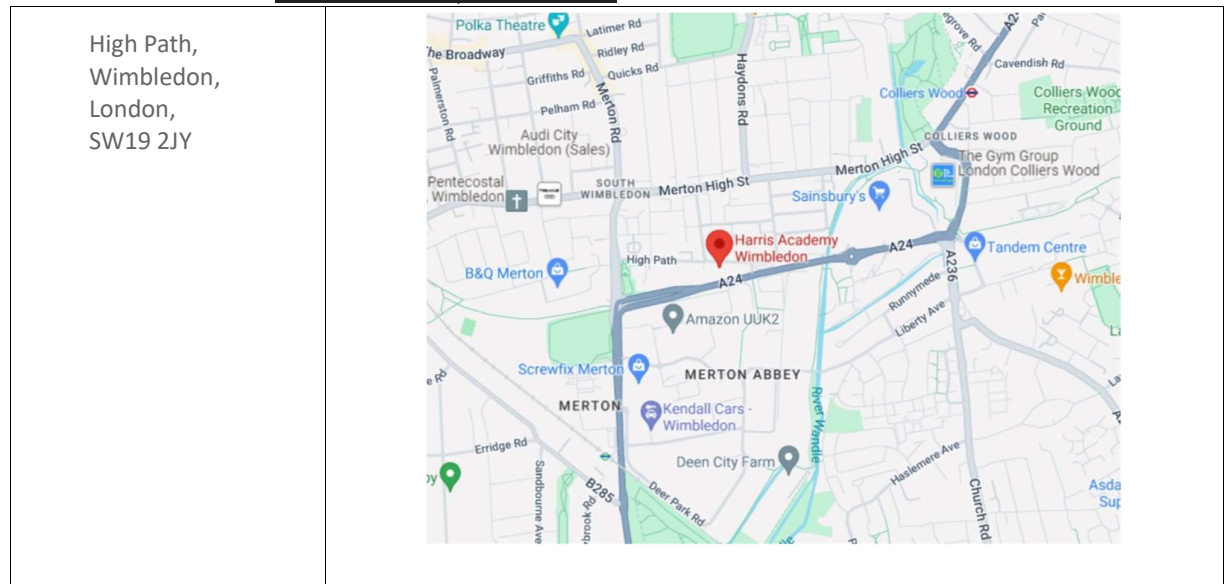 High Path,
Wimbledon,
London,
SW19 2JY
Polka Theatre
Latimer Rd
The Broadway
Ridley Rd
Griffiths Rd
Quicks Rd
Palmerston Rd
Pelham Rd
Merton Rd
Haydons Rd
Cavendish Rd
Colliers Wood
Colliers Wood
Recreation
Ground
Audi City
Wimbledon (Sales)
COLLIERS WOOD
Merton High St
The Gym Group
London Colliers Wood
Pentecostal
Wimbledon
SOUTH
WIMBLEDON
Merton High St
Sainsbury's
Harris Academy
Wimbledon
High Path
A24
A24
Tandem Centre
B&Q Merton
A236
Runnymede
Liberty Ave
Wimble
Amazon UUK2
Screwfix Merton
MERTON ABBEY
MERTON
Kendall Cars -
Wimbledon
River Wandle
Erridge Rd
Deen City Farm
Haslemere Ave
Sandbourne Ave
B285
Deer Park Rd
Church Rd
Asda
Sup